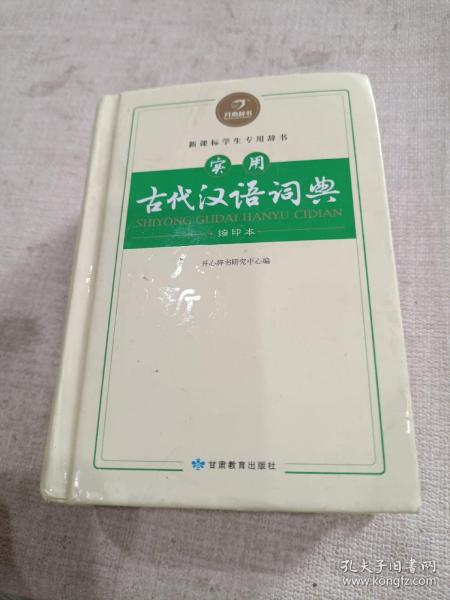 开心辞书
新课标学生专用辞书
实用
古代汉语词典
SHIYONG GUDAI HANYU CIDIAN
缩印本
开心辞书研究中心编
甘肃教育出版社
孔夫子旧书网
www.kongfz.com